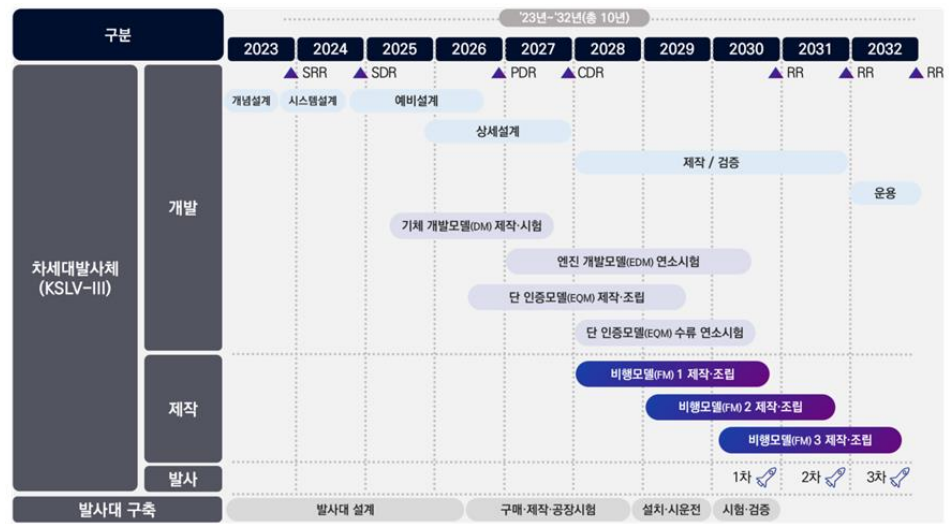 '23년~'32년(총 10년)
구분
2023 2024 2025 2026 2027 2028 2029 2030 2031 2032
SRR SDR PDR CDR RR RR RR
차세대발사체
(KSLV-III)
개발
개념설계 시스템설계 예비설계
상세설계
제작 / 검증
운용
기체 개발모델(DM) 제작·시험
엔진 개발모델(EDM) 연소시험
단 인증모델(EQM) 제작·조립
단 인증모델(EQM) 수류 연소시험
제작
비행모델(FM) 1 제작·조립
비행모델(FM) 2 제작·조립
비행모델(FM) 3 제작·조립
발사
1차 2차 3차
발사대 구축
발사대 설계 구매·제작·공장시험 설치·시운전 시험·검증